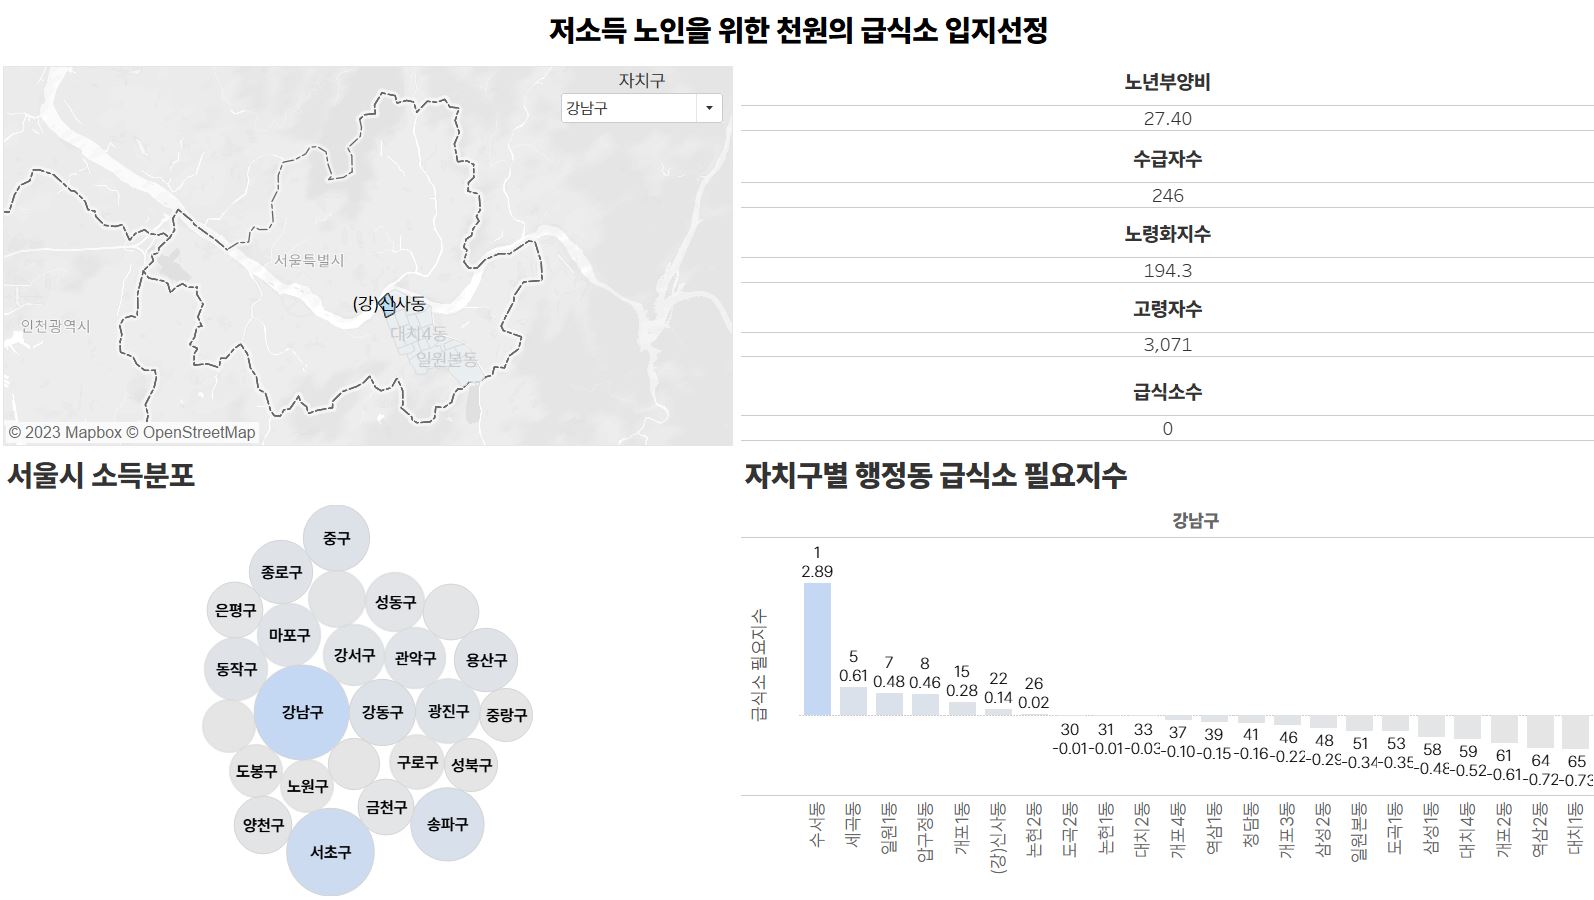 저소득 노인을 위한 천원의 급식소 입지선정
자치구
강남구
서울특별시
인천광역시
(강)신사동
대치4동
일원본동
© 2023 Mapbox © OpenStreetMap
노년부양비
27.40
수급자수
246
노령화지수
194.3
고령자수
3,071
급식소수
0
서울시 소득분포
중구
종로구
은평구
성동구
마포구
강서구
관악구
용산구
동작구
강남구
강동구
광진구
중랑구
도봉구
노원구
구로구
성북구
양천구
금천구
서초구
송파구
자치구별 행정동 급식소 필요지수
강남구
급식소 필요지수
1
2.89
5
0.61
7
0.48
8
0.46
15
0.28
22
0.14
26
0.02
30
-0.01
31
-0.01
33
-0.03
37
-0.10
39
-0.15
41
-0.16
46
-0.22
48
-0.29
51
-0.34
53
-0.35
58
-0.48
59
-0.52
61
-0.61
64
-0.72
65
-0.73
수서동
세곡동
일원1동
압구정동
개포1동
(강)신사동
논현2동
도곡2동
논현1동
대치2동
개포4동
역삼1동
청담동
개포3동
삼성2동
일원본동
도곡1동
삼성1동
대치4동
개포2동
역삼2동
대치1동